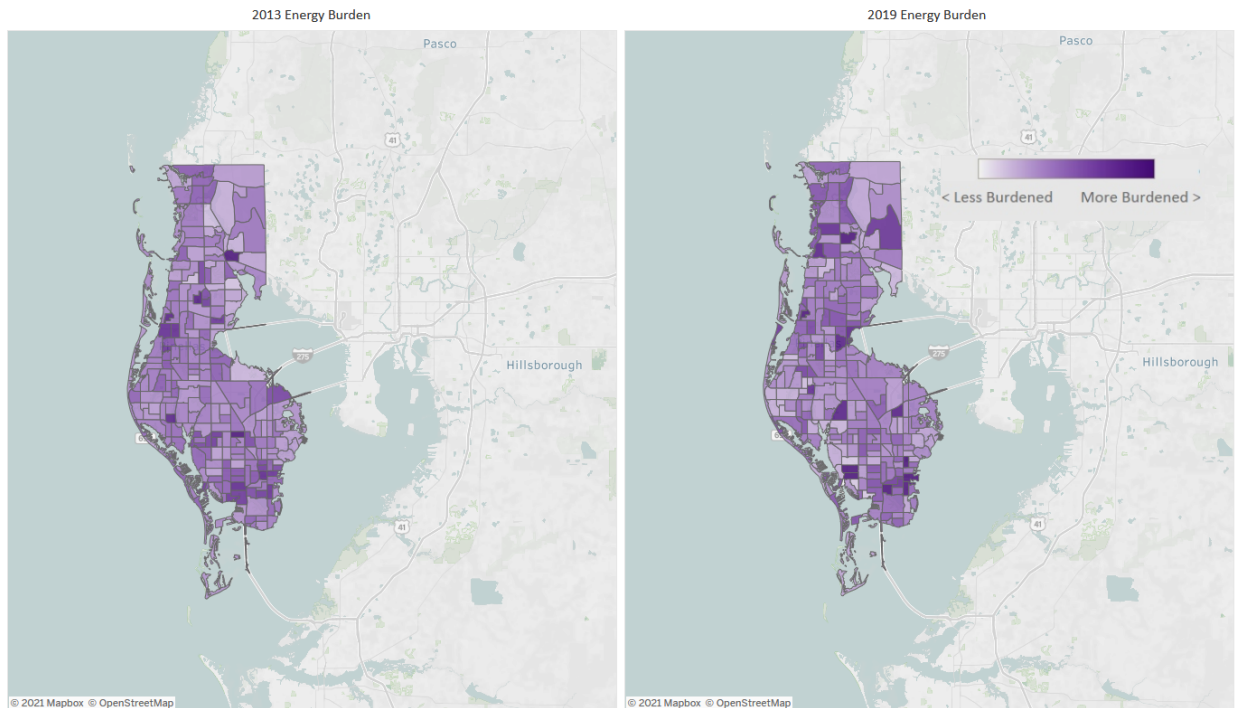 2013 Energy Burden
2019 Energy Burden
Pasco
41
275
Hillsborough
41
© 2021 Mapbox © OpenStreetMap
Pasco
41
< Less Burdened More Burdened >
275
Hillsborough
41
© 2021 Mapbox © OpenStreetMap